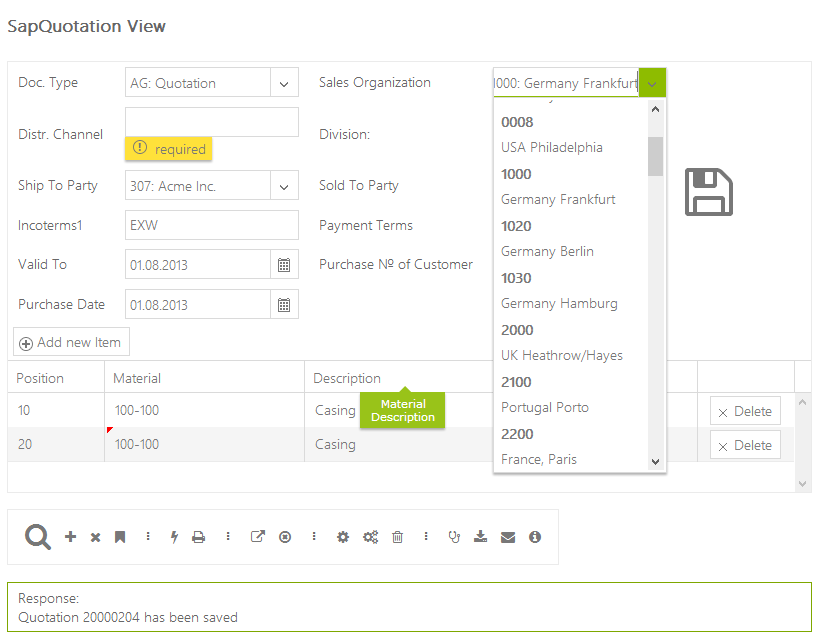 SapQuotation View
Doc. Type
AG: Quotation
Sales Organization
1000: Germany Frankfurt
Distr. Channel
required
Division:
Ship To Party
307: Acme Inc.
Sold To Party
Incoterms1
EXW
Payment Terms
Valid To
01.08.2013
Purchase Nº of Customer
Purchase Date
01.08.2013
0008
USA Philadelphia
1000
Germany Frankfurt
1020
Germany Berlin
1030
Germany Hamburg
2000
UK Heathrow/Hayes
2100
Portugal Porto
2200
France, Paris
Add new Item
Position
Material
Description
10
100-100
Casing
Delete
Material
Description
20
100-100
Casing
Delete
Response:
Quotation 20000204 has been saved